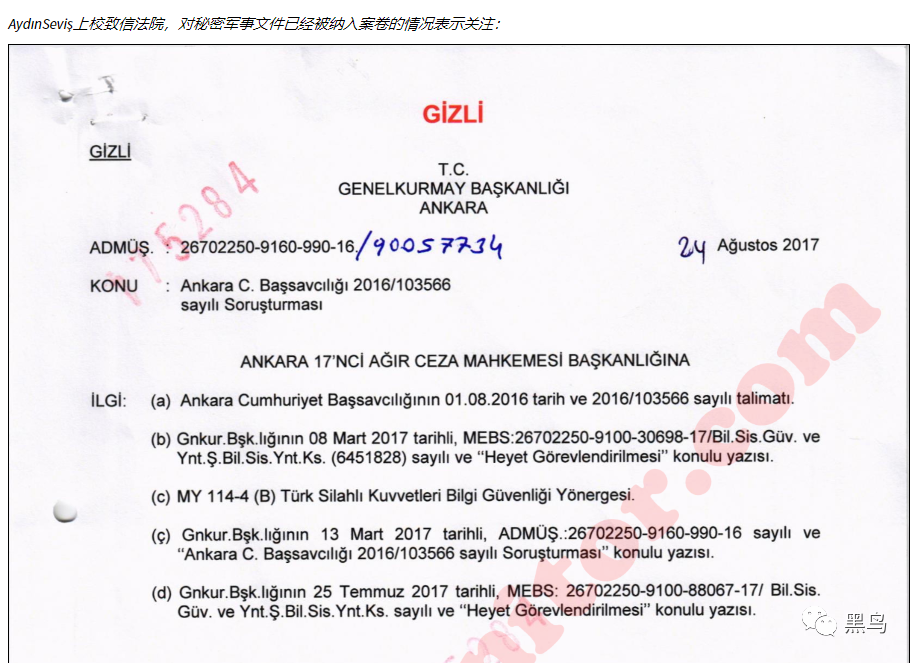 AydınSeviş上校致信法院，对秘密军事文件已经被纳入案卷的情况表示关注：
GİZLİ
GİZLİ
T.C.
GENELKURMAY BAŞKANLIĞI
ANKARA
ADMÜŞ. : 26702250-9160-990-16./90057734 24 Ağustos 2017
175284
KONU : Ankara C. Başsavcılığı 2016/103566
sayılı Soruşturması
ANKARA 17'NCİ AĞIR CEZA MAHKEMESİ BAŞKANLIĞINA
İLGİ: (a) Ankara Cumhuriyet Başsavcılığının 01.08.2016 tarih ve 2016/103566 sayılı talimatı.
(b) Gnkur.Bşk.lığının 08 Mart 2017 tarihli, MEBS:26702250-9100-30698-17/Bil.Sis.Güv. ve
Ynt.Ş.Bil.Sis.Ynt.Ks. (6451828) sayılı ve "Heyet Görevlendirilmesi" konulu yazısı.
(c) MY 114-4 (B) Türk Silahlı Kuvvetleri Bilgi Güvenliği Yönergesi.
(ç) Gnkur.Bşk.lığının 13 Mart 2017 tarihli, ADMÜŞ.:26702250-9160-990-16 sayılı ve
"Ankara C. Başsavcılığı 2016/103566 sayılı Soruşturması" konulu yazısı.
(d) Gnkur.Bşk.lığının 25 Temmuz 2017 tarihli, MEBS: 26702250-9100-88067-17/ Bil.Sis.
Güv. ve Ynt.Ş.Bil.Sis.Ynt.Ks. sayılı ve "Heyet Görevlendirilmesi" konulu yazısı.
ntor.com
黑鸟